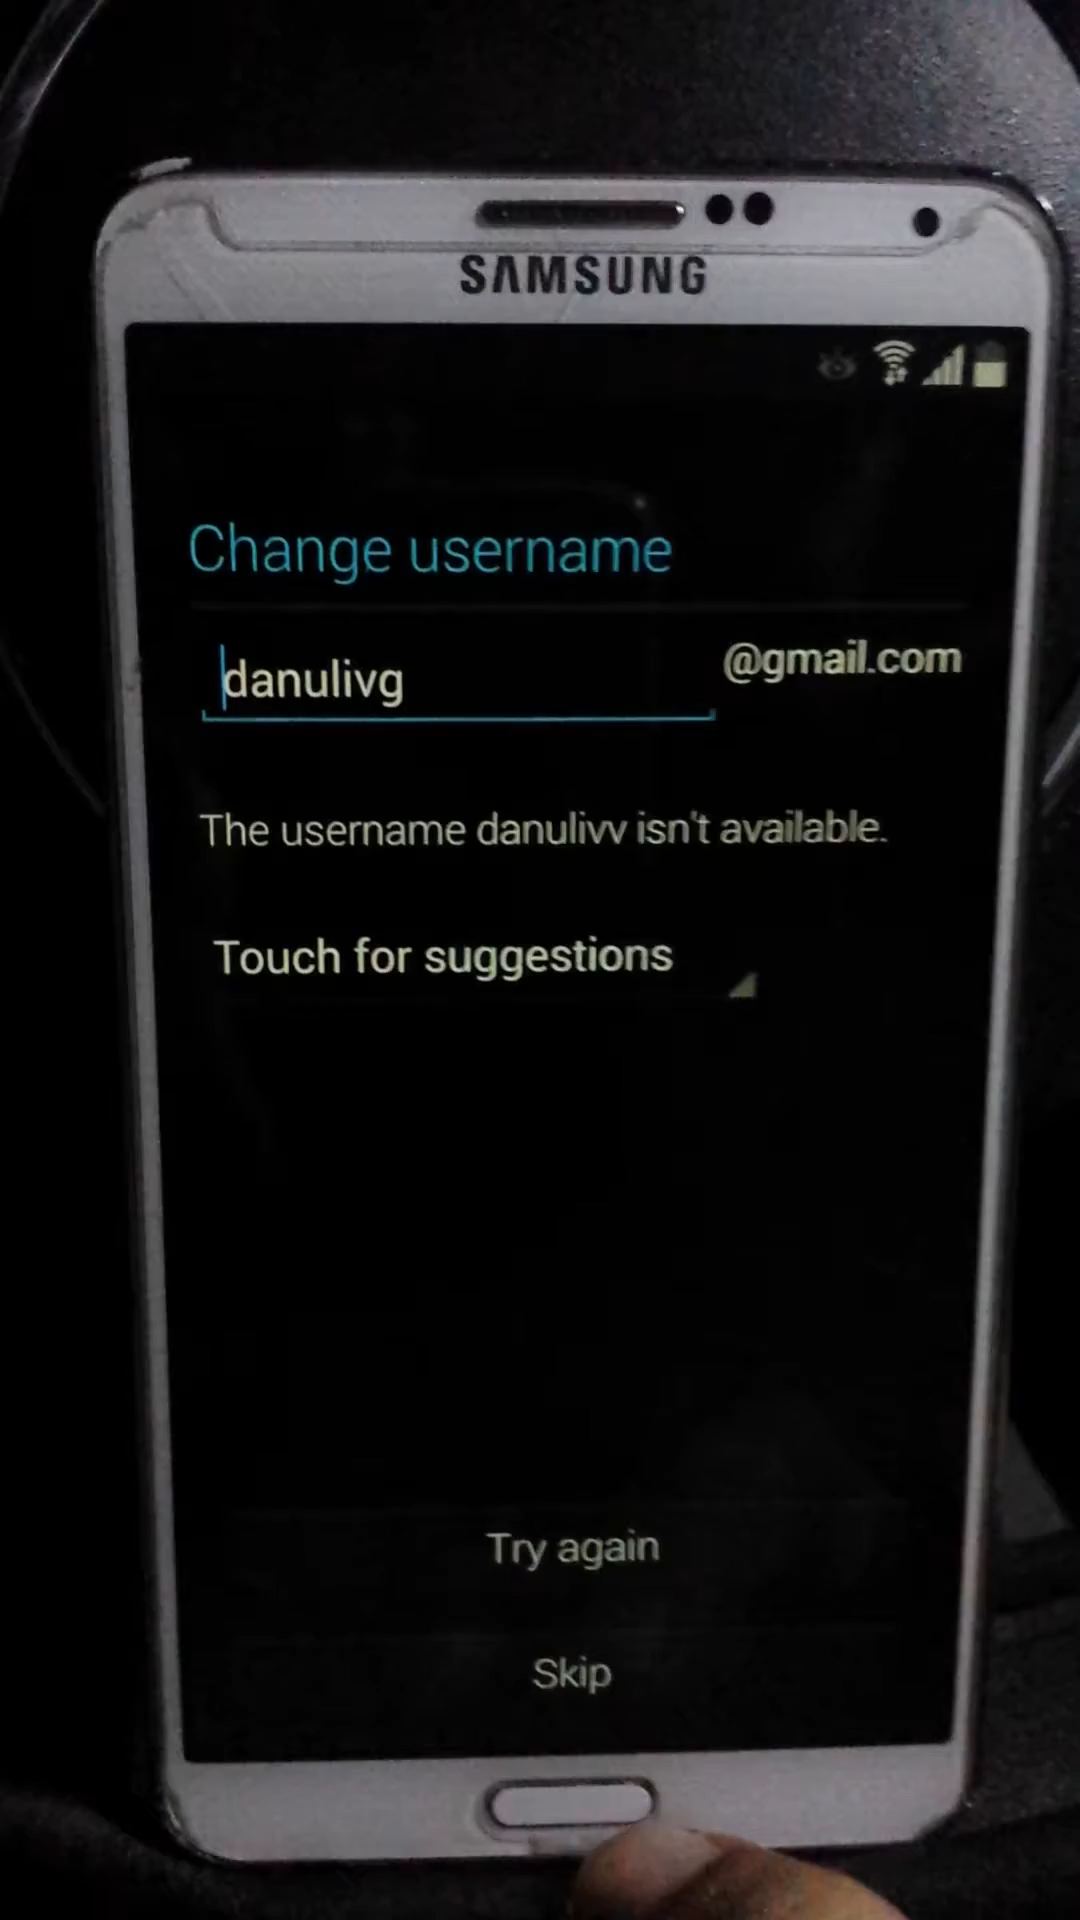 SAMSUNG
Change username
danulivg @gmail.com
The username danulivv isn't available.
Touch for suggestions
Try again
Skip